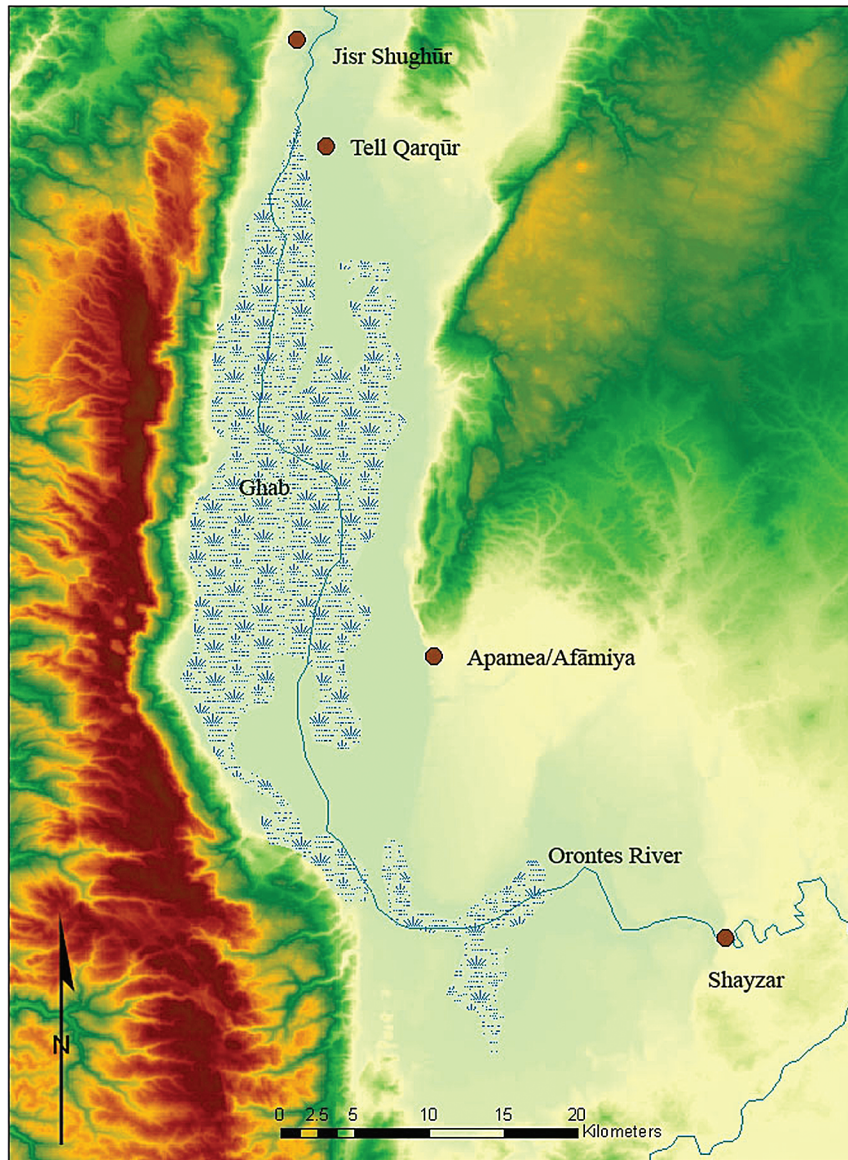 Jisr Shughūr
Tell Qarqūr
Ghab
Apamea/Afāmiya
Orontes River
Shayzar
N
0 2.5 5 10 15 20
Kilometers